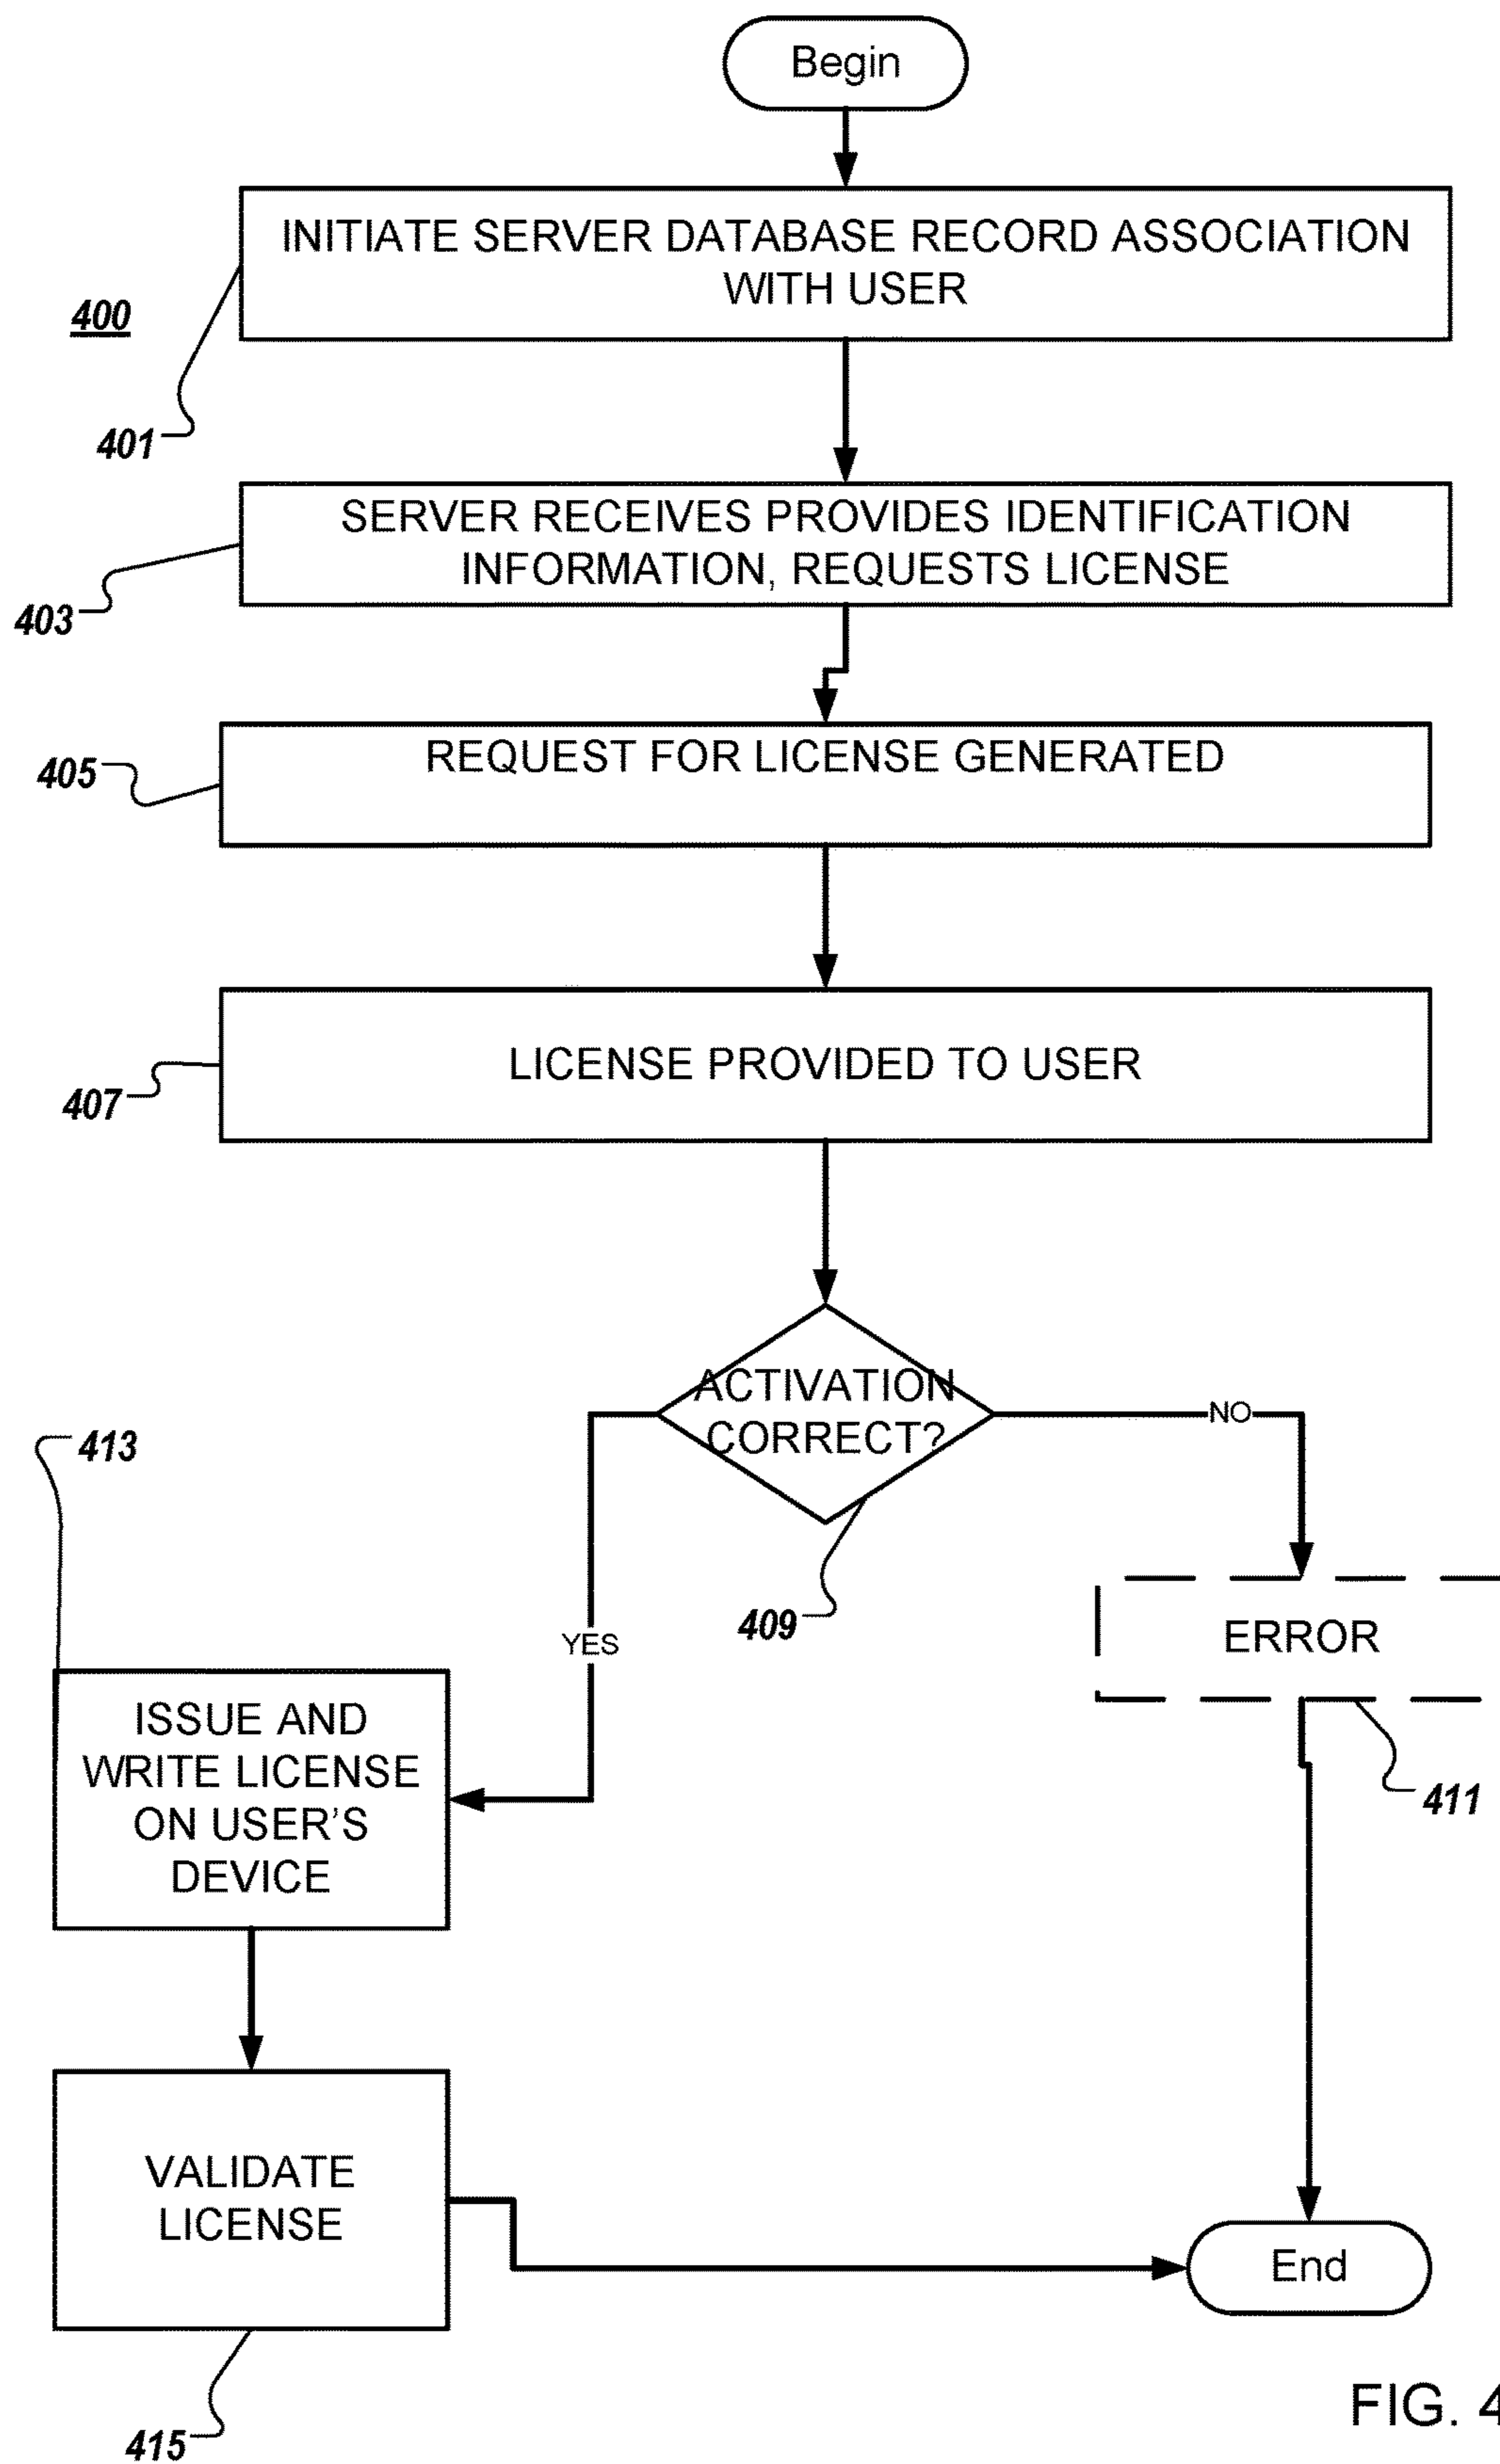 Begin
INITIATE SERVER DATABASE RECORD ASSOCIATION
WITH USER
400
401
SERVER RECEIVES PROVIDES IDENTIFICATION
INFORMATION, REQUESTS LICENSE
403
REQUEST FOR LICENSE GENERATED
405
LICENSE PROVIDED TO USER
407
ACTIVATION
CORRECT?
NO
413
409
YES
ERROR
ISSUE AND
WRITE LICENSE
ON USER'S
DEVICE
411
VALIDATE
LICENSE
End
FIG. 4
415